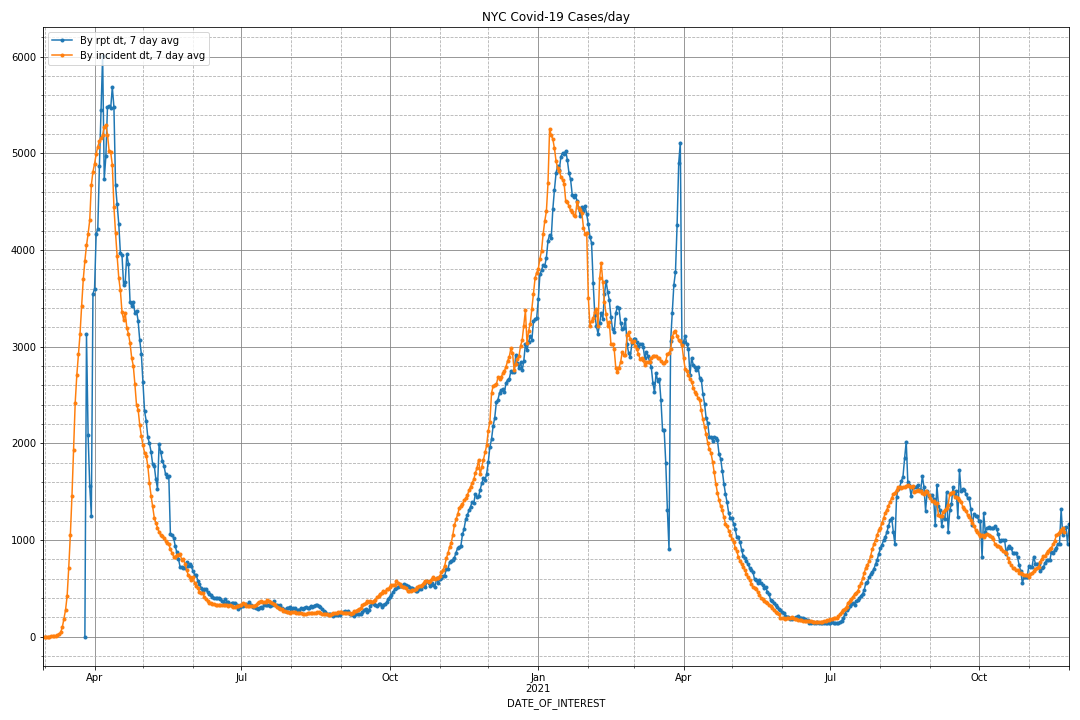 NYC Covid-19 Cases/day
By rpt dt, 7 day avg
By incident dt, 7 day avg
6000
5000
4000
3000
2000
1000
0
Apr Jul Oct Jan Apr Jul Oct
2021
DATE_OF_INTEREST